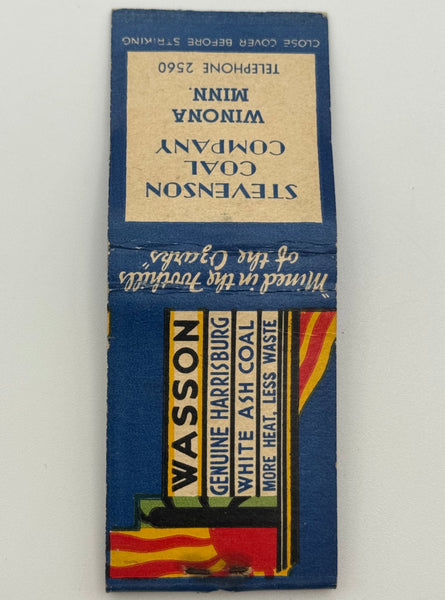 CLOSE COVER BEFORE STRIKING
STEVENSON
COAL
COMPANY
WINONA
MINN.
TELEPHONE 2560
"Mined in the Foothills
of the Ozarks"
WASSON
GENUINE HARRISBURG
WHITE ASH COAL
MORE HEAT, LESS WASTE